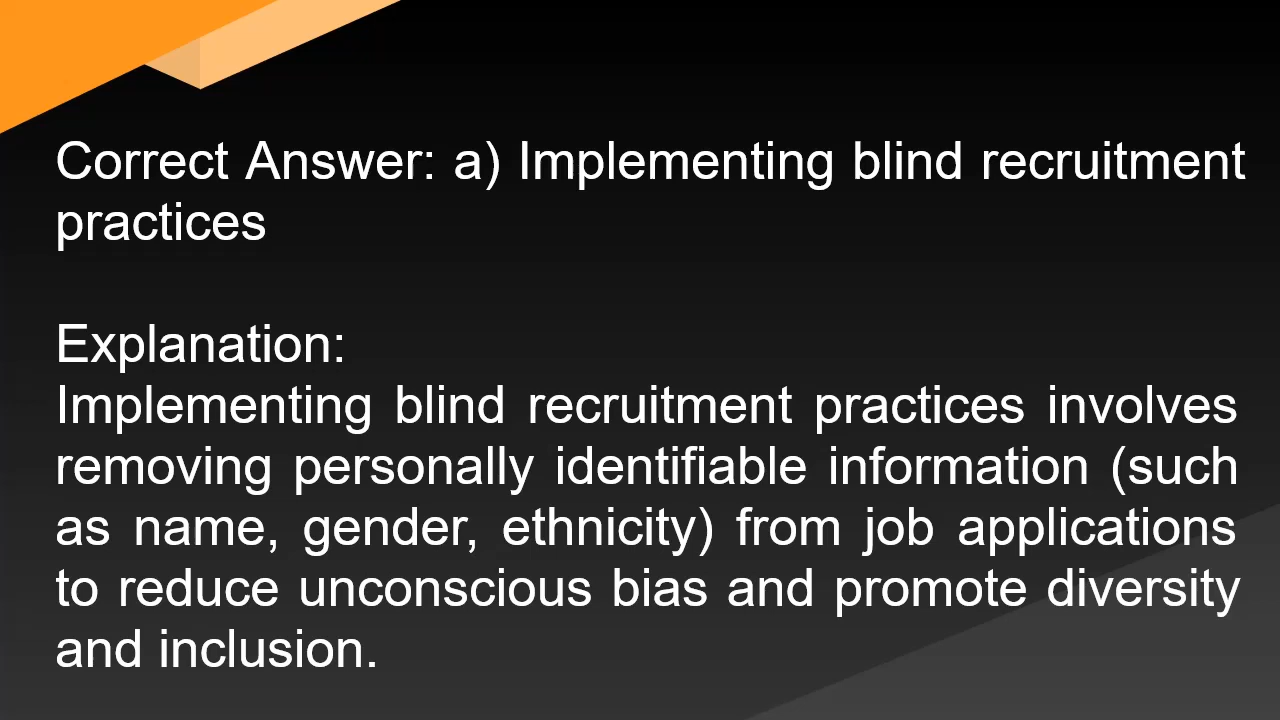 Correct Answer: a) Implementing blind recruitment
practices
Explanation:
Implementing blind recruitment practices involves
removing personally identifiable information (such
as name, gender, ethnicity) from job applications
to reduce unconscious bias and promote diversity
and inclusion.